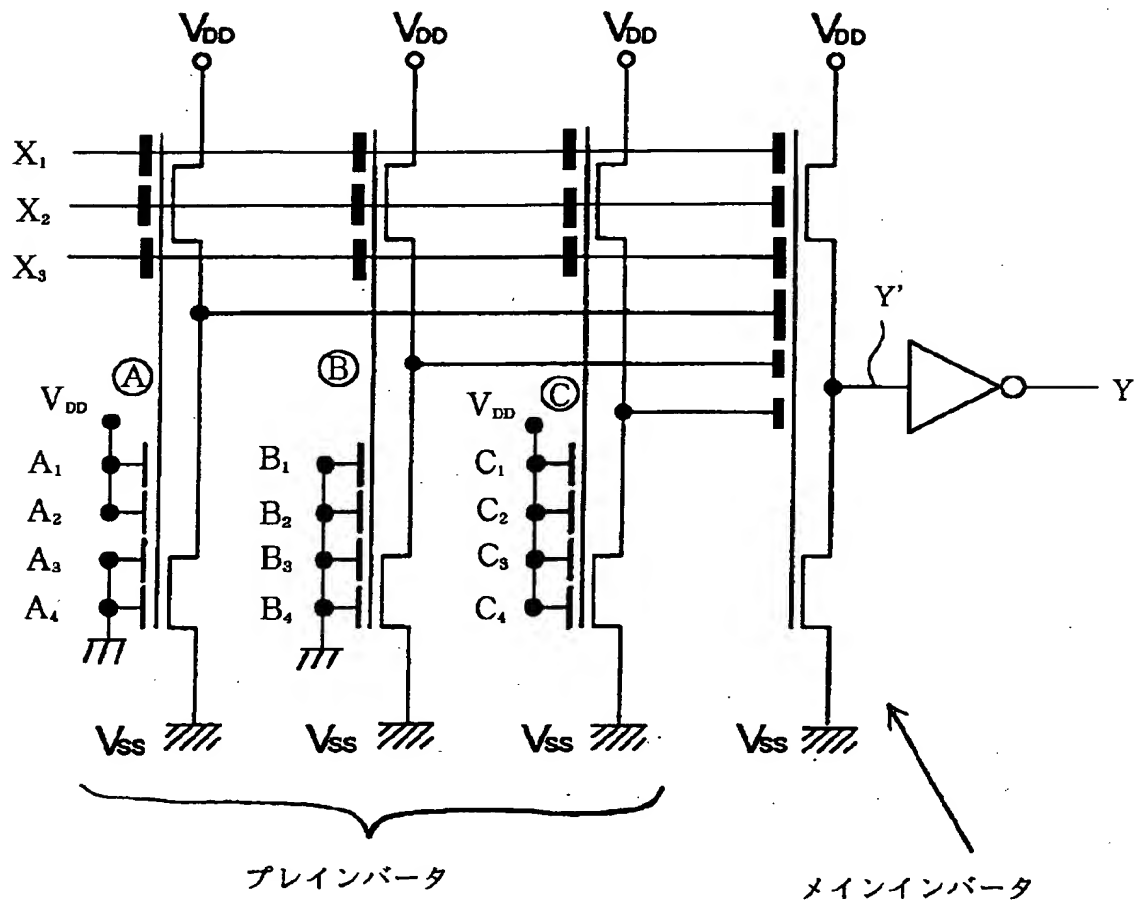 VDD VDD VDD VDD
X₁
X₂
X₃
Y'
Ⓐ Ⓑ Ⓒ
VDD VDD
Y
A₁ B₁ C₁
A₂ B₂ C₂
A₃ B₃ C₃
A₄ B₄ C₄
VSS VSS VSS VSS
プレインバータ
メインインバータ